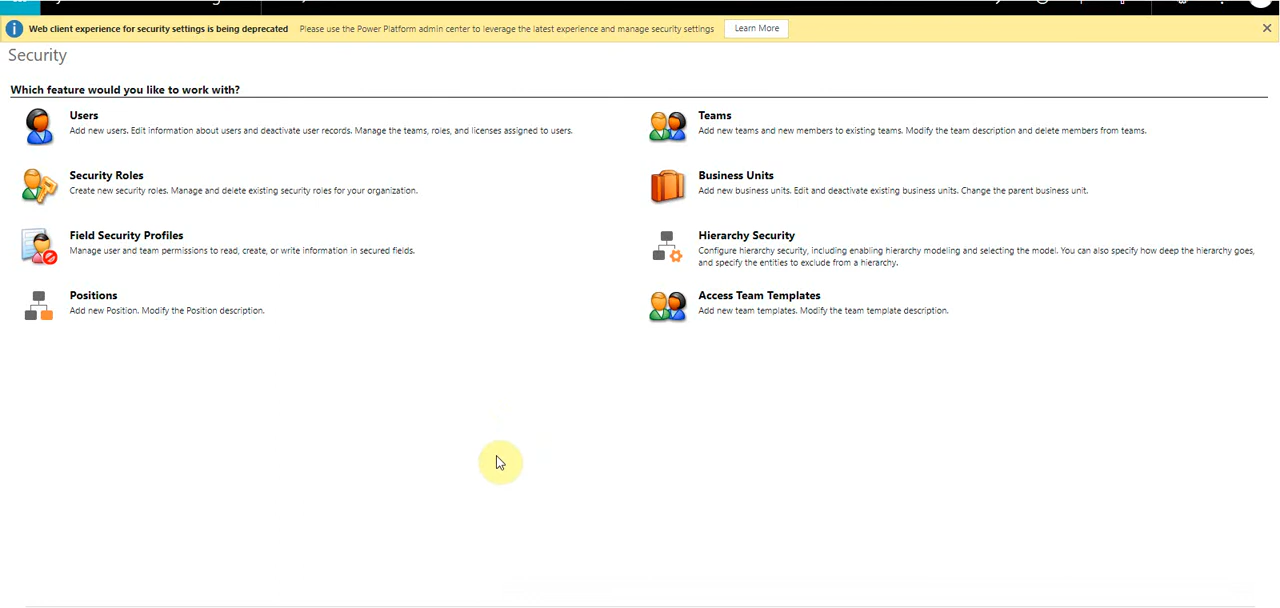 Web client experience for security settings is being deprecated Please use the Power Platform admin center to leverage the latest experience and manage security settings Learn More
Security
Which feature would you like to work with?
Users
Add new users. Edit information about users and deactivate user records. Manage the teams, roles, and licenses assigned to users.
Teams
Add new teams and new members to existing teams. Modify the team description and delete members from teams.
Security Roles
Create new security roles. Manage and delete existing security roles for your organization.
Business Units
Add new business units. Edit and deactivate existing business units. Change the parent business unit.
Field Security Profiles
Manage user and team permissions to read, create, or write information in secured fields.
Hierarchy Security
Configure hierarchy security, including enabling hierarchy modeling and selecting the model. You can also specify how deep the hierarchy goes,
and specify the entities to exclude from a hierarchy.
Positions
Add new Position. Modify the Position description.
Access Team Templates
Add new team templates. Modify the team template description.